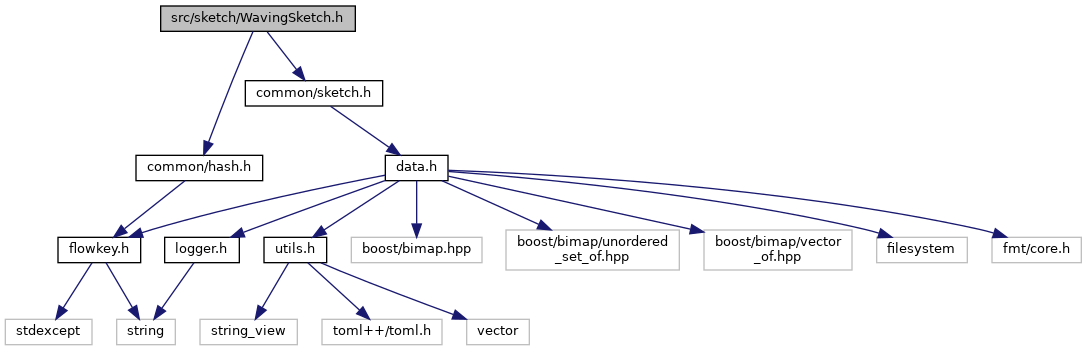 src/sketch/WavingSketch.h
common/sketch.h
common/hash.h
data.h
flowkey.h
logger.h
utils.h
boost/bimap.hpp
boost/bimap/unordered
_set_of.hpp
boost/bimap/vector
_of.hpp
filesystem
fmt/core.h
stdexcept
string
string_view
toml++/toml.h
vector